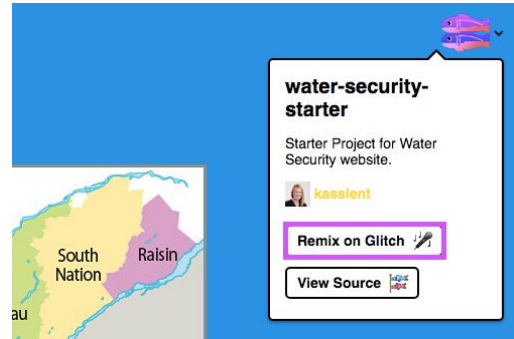 water-security-
starter
Starter Project for Water
Security website.
kasslent
Remix on Glitch
View Source
South
Nation
Raisin
au